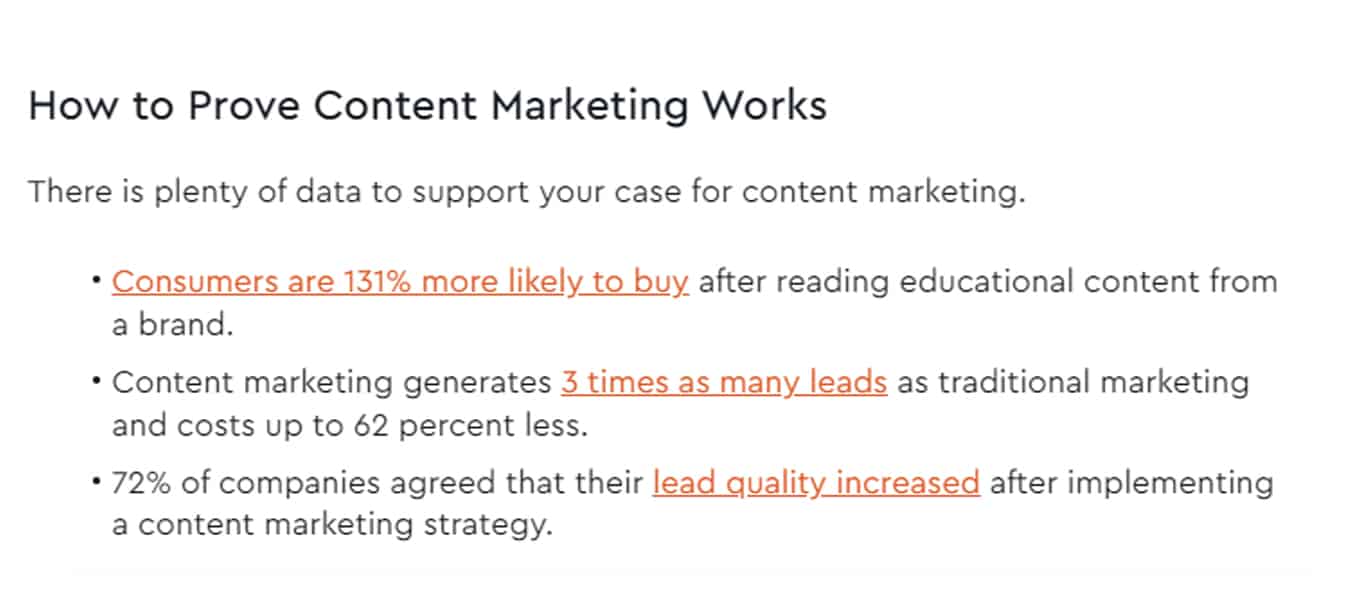 How to Prove Content Marketing Works
There is plenty of data to support your case for content marketing.
• Consumers are 131% more likely to buy after reading educational content from
a brand.
• Content marketing generates 3 times as many leads as traditional marketing
and costs up to 62 percent less.
• 72% of companies agreed that their lead quality increased after implementing
a content marketing strategy.